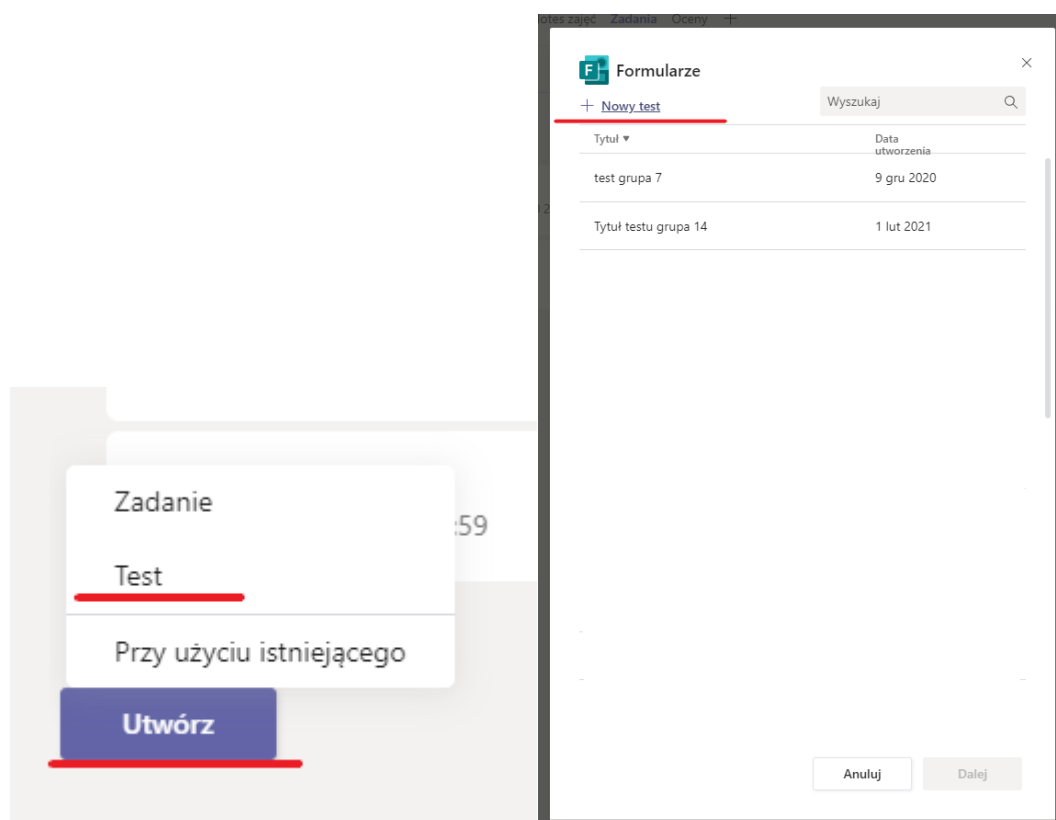 Zadanie
:59
Test
Przy użyciu istniejącego
Utwórz
otes zajęć Zadania Oceny +
F Formularze
+ Nowy test
Wyszukaj
Tytuł ▼
Data utworzenia
test grupa 7
9 gru 2020
Tytuł testu grupa 14
1 lut 2021
Anuluj
Dalej